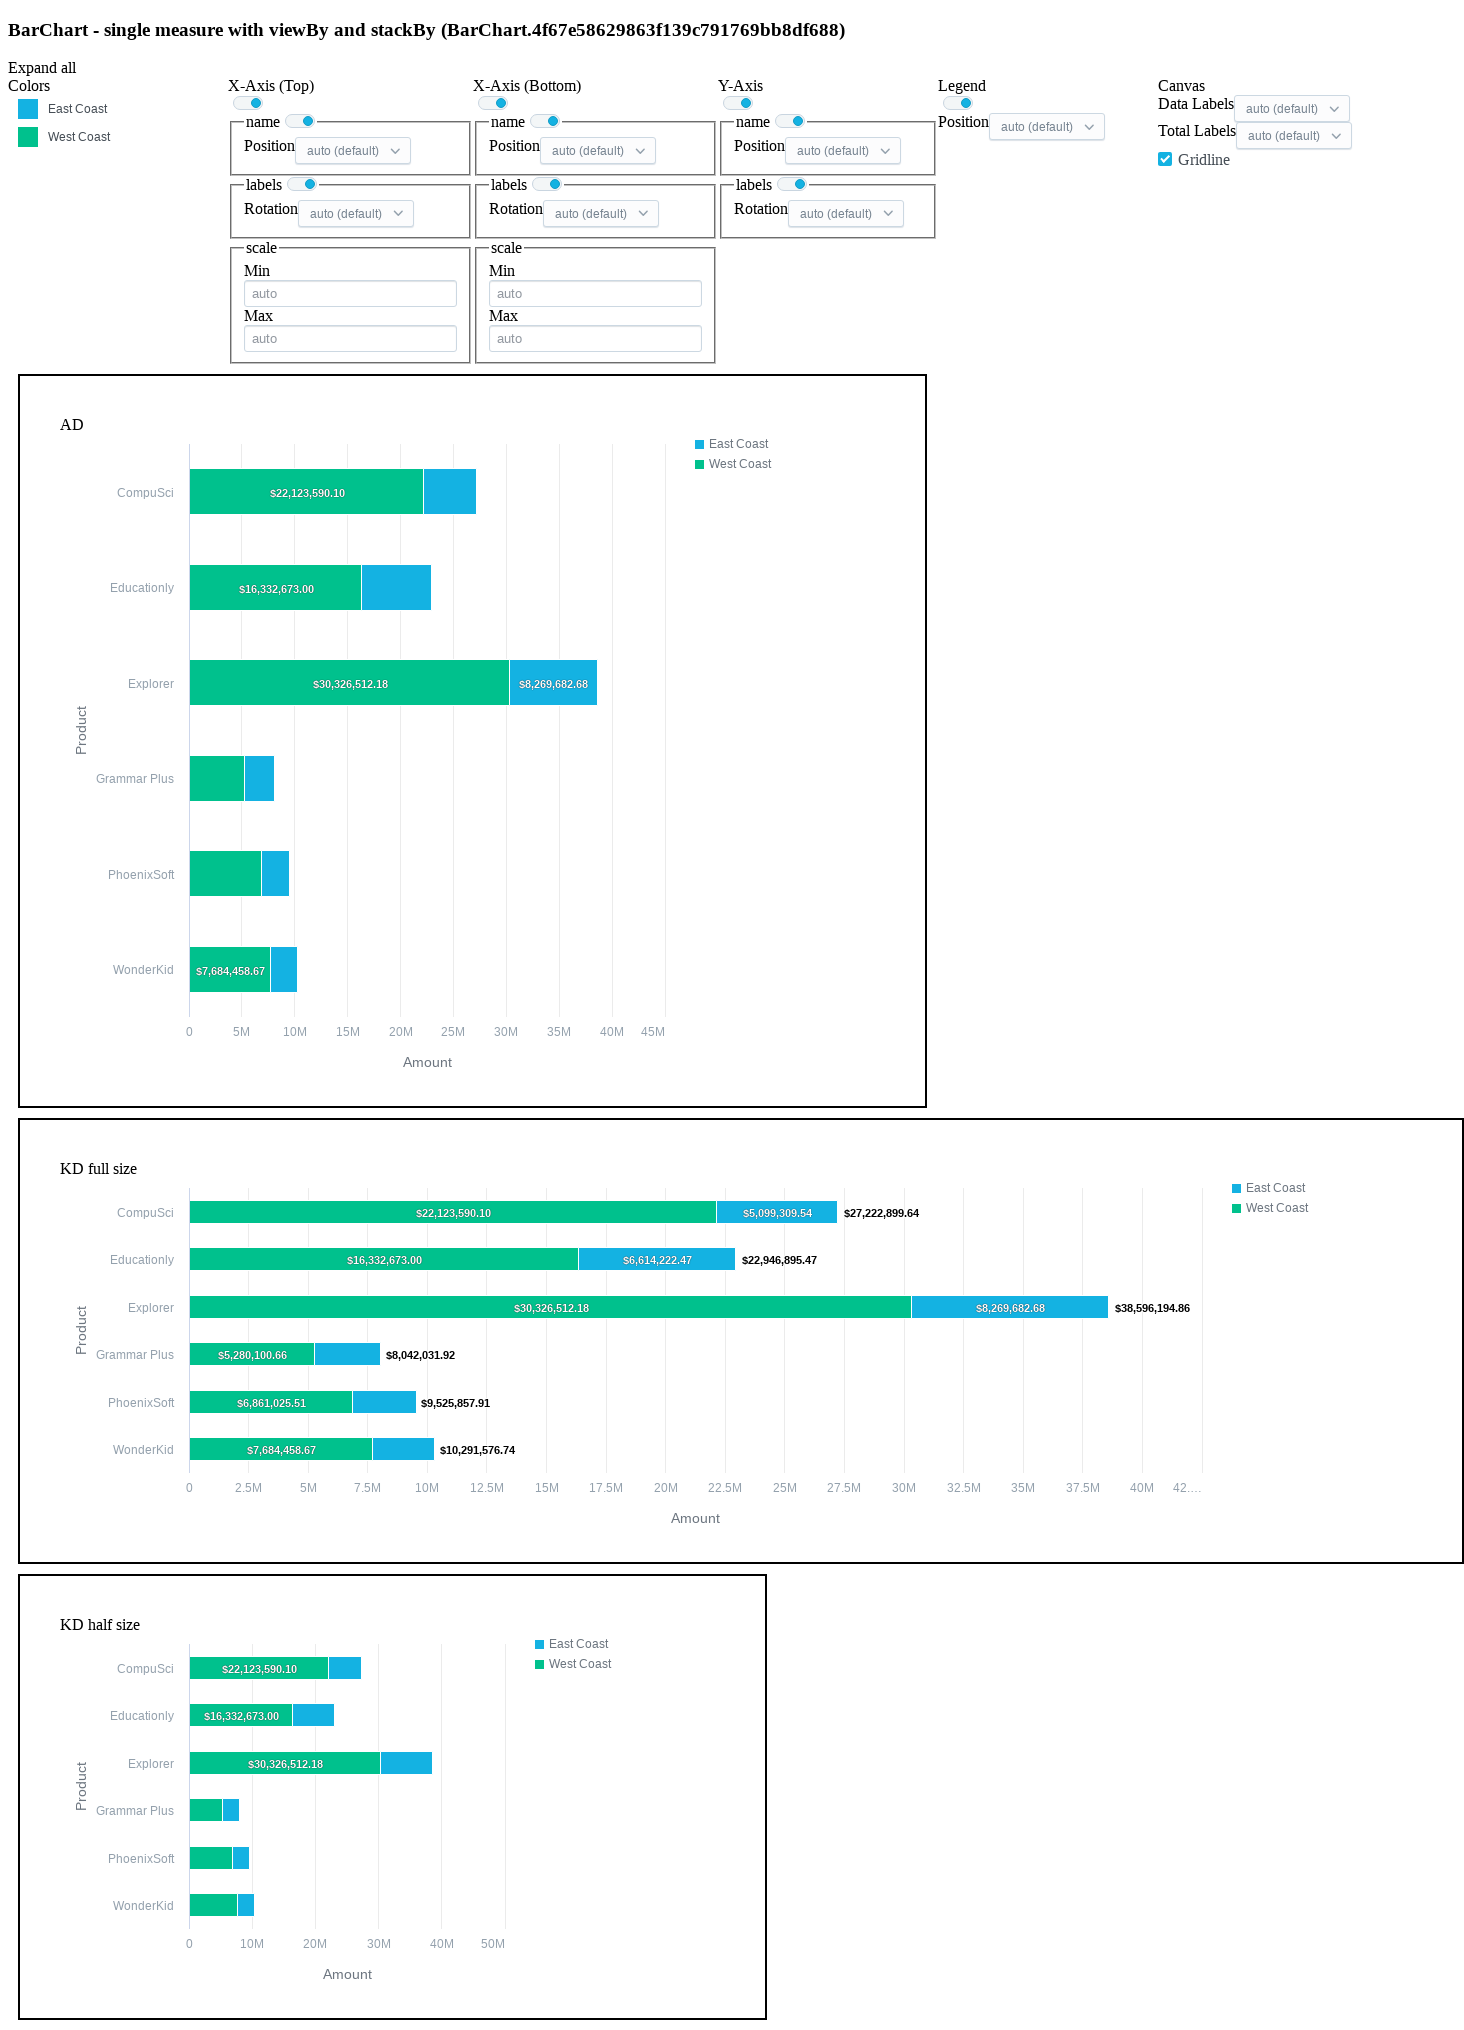 BarChart - single measure with viewBy and stackBy (BarChart.4f67e58629863f139c791769bb8df688)
Expand all
Colors
East Coast
West Coast
X-Axis (Top)
name
Position auto (default)
labels
Rotation auto (default)
scale
Min
auto
Max
auto
X-Axis (Bottom)
name
Position auto (default)
labels
Rotation auto (default)
scale
Min
auto
Max
auto
Y-Axis
name
Position auto (default)
labels
Rotation auto (default)
Legend
Position auto (default)
Canvas
Data Labels auto (default)
Total Labels auto (default)
Gridline
AD
East Coast
West Coast
Product
CompuSci $22,123,590.10
Educationly $16,332,673.00
Explorer $30,326,512.18 $8,269,682.68
Grammar Plus
PhoenixSoft
WonderKid $7,684,458.67
0 5M 10M 15M 20M 25M 30M 35M 40M 45M
Amount
KD full size
East Coast
West Coast
Product
CompuSci $22,123,590.10 $5,099,309.54 $27,222,899.64
Educationly $16,332,673.00 $6,614,222.47 $22,946,895.47
Explorer $30,326,512.18 $8,269,682.68 $38,596,194.86
Grammar Plus $5,280,100.66 $8,042,031.92
PhoenixSoft $6,861,025.51 $9,525,857.91
WonderKid $7,684,458.67 $10,291,576.74
0 2.5M 5M 7.5M 10M 12.5M 15M 17.5M 20M 22.5M 25M 27.5M 30M 32.5M 35M 37.5M 40M 42.…
Amount
KD half size
East Coast
West Coast
Product
CompuSci $22,123,590.10
Educationly $16,332,673.00
Explorer $30,326,512.18
Grammar Plus
PhoenixSoft
WonderKid
0 10M 20M 30M 40M 50M
Amount